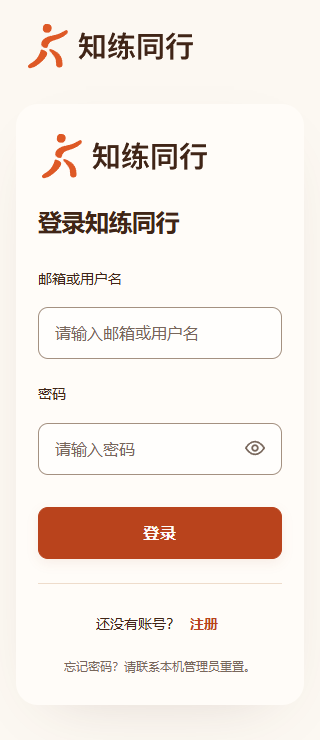 知练同行
知练同行
登录知练同行
邮箱或用户名
请输入邮箱或用户名
密码
请输入密码
登录
还没有账号？ 注册
忘记密码？请联系本机管理员重置。